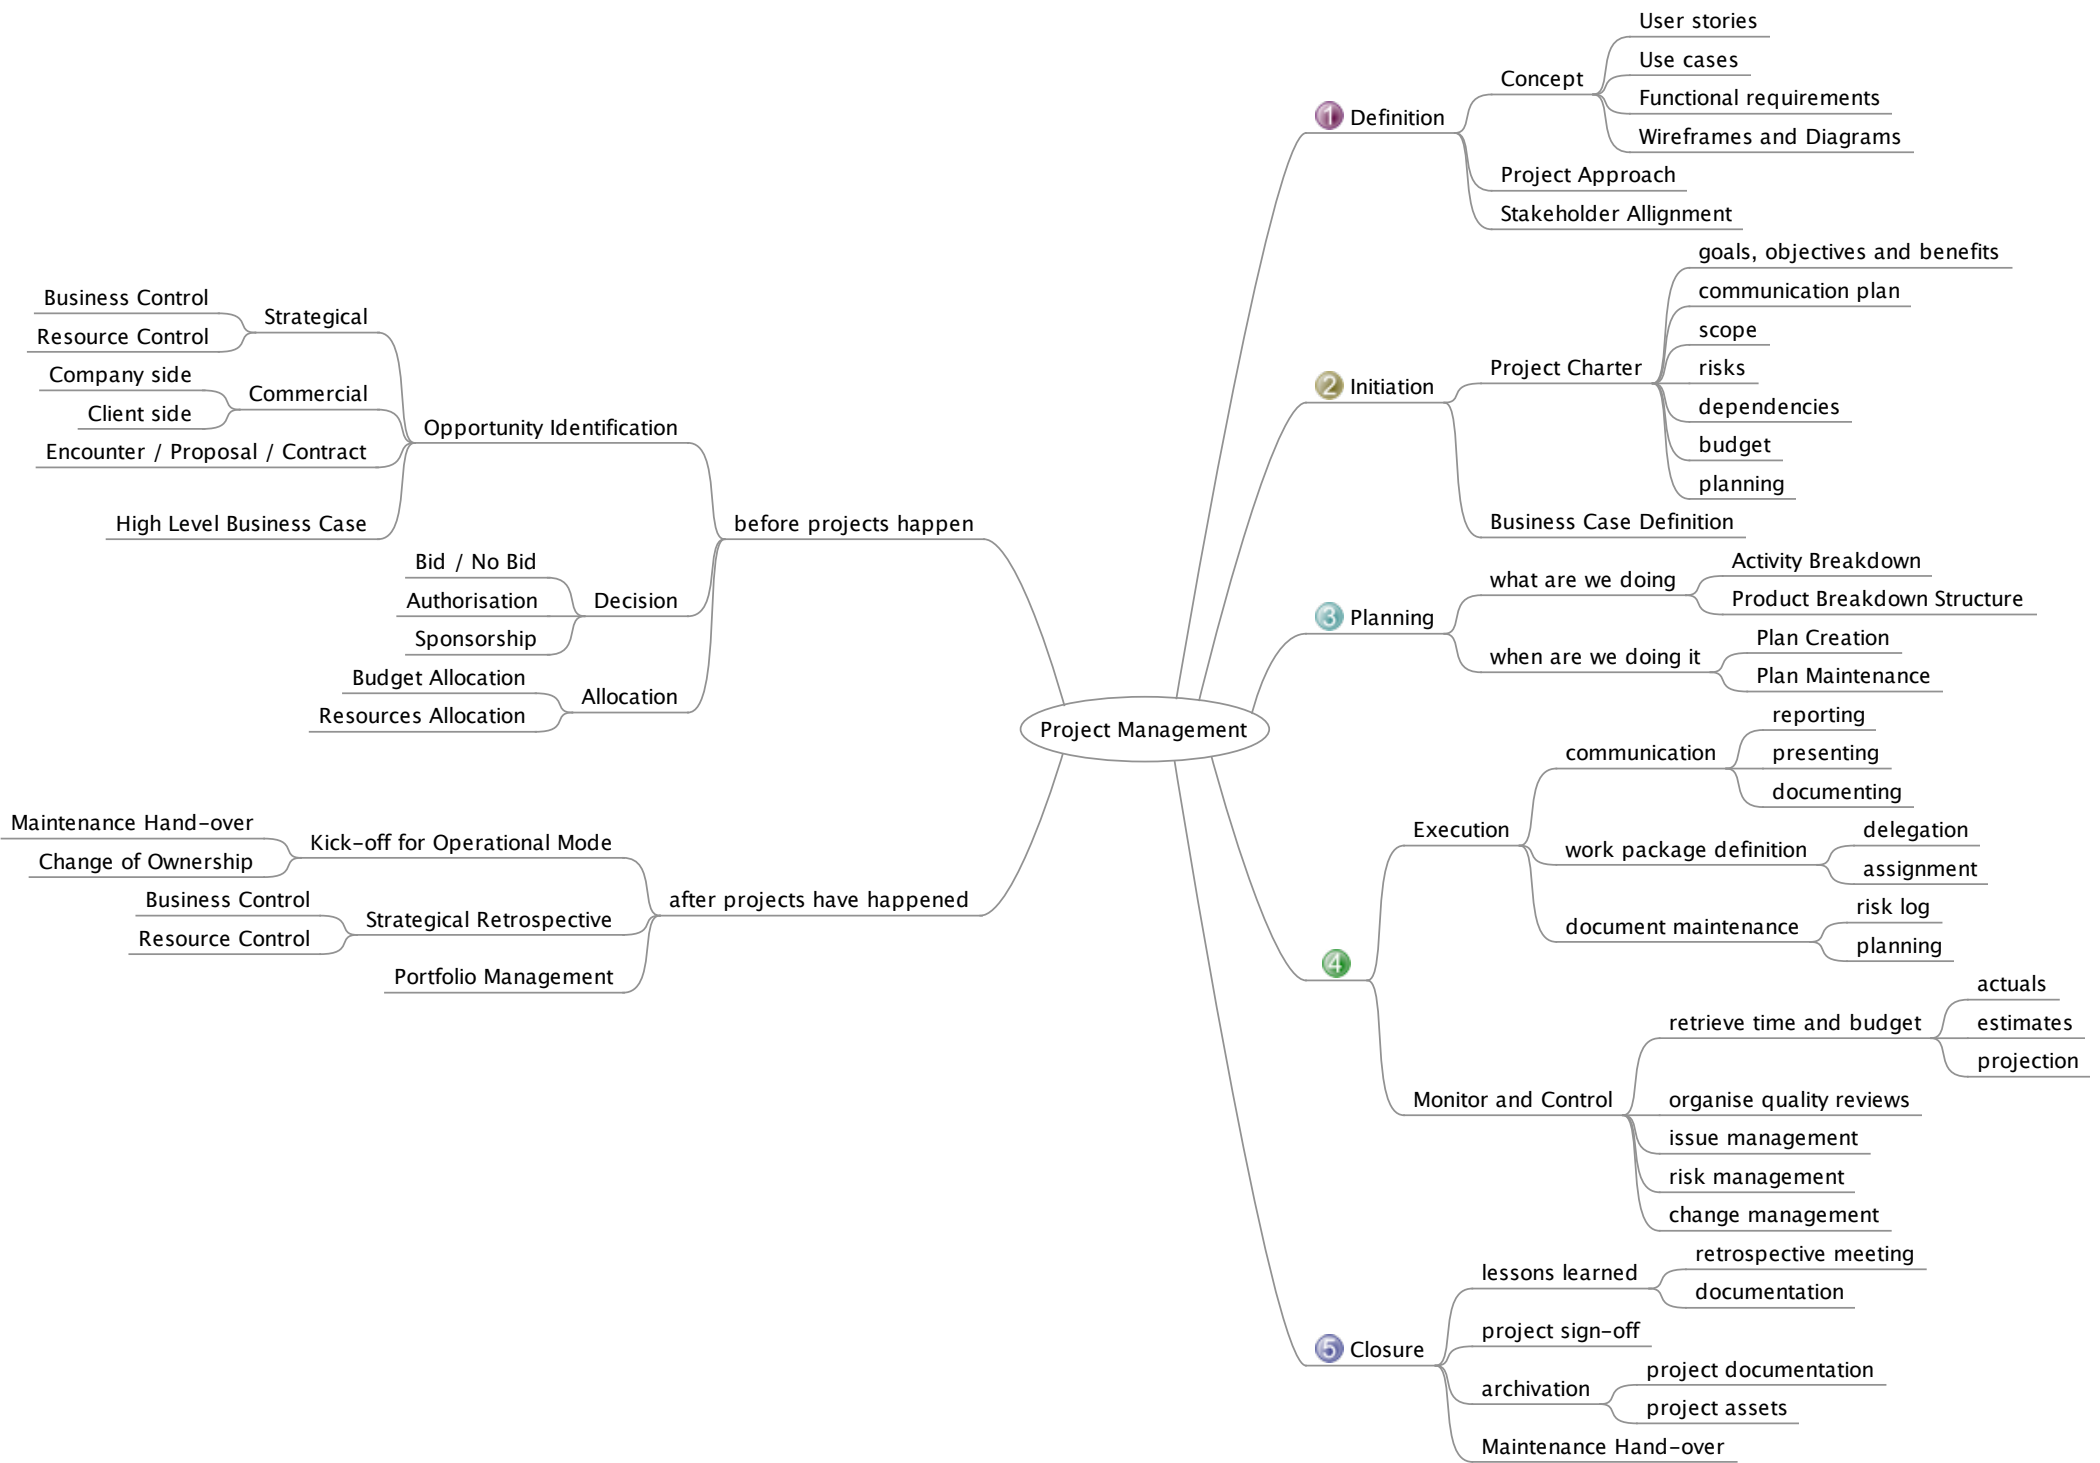 Project Management
1 Definition
Concept
User stories
Use cases
Functional requirements
Wireframes and Diagrams
Project Approach
Stakeholder Allignment
2 Initiation
Project Charter
goals, objectives and benefits
communication plan
scope
risks
dependencies
budget
planning
Business Case Definition
3 Planning
what are we doing
Activity Breakdown
Product Breakdown Structure
when are we doing it
Plan Creation
Plan Maintenance
4
Execution
communication
reporting
presenting
documenting
work package definition
delegation
assignment
document maintenance
risk log
planning
Monitor and Control
retrieve time and budget
actuals
estimates
projection
organise quality reviews
issue management
risk management
change management
5 Closure
lessons learned
retrospective meeting
documentation
project sign-off
archivation
project documentation
project assets
Maintenance Hand-over
before projects happen
Opportunity Identification
Strategical
Business Control
Resource Control
Commercial
Company side
Client side
Encounter / Proposal / Contract
High Level Business Case
Decision
Bid / No Bid
Authorisation
Sponsorship
Allocation
Budget Allocation
Resources Allocation
after projects have happened
Kick-off for Operational Mode
Maintenance Hand-over
Change of Ownership
Strategical Retrospective
Business Control
Resource Control
Portfolio Management